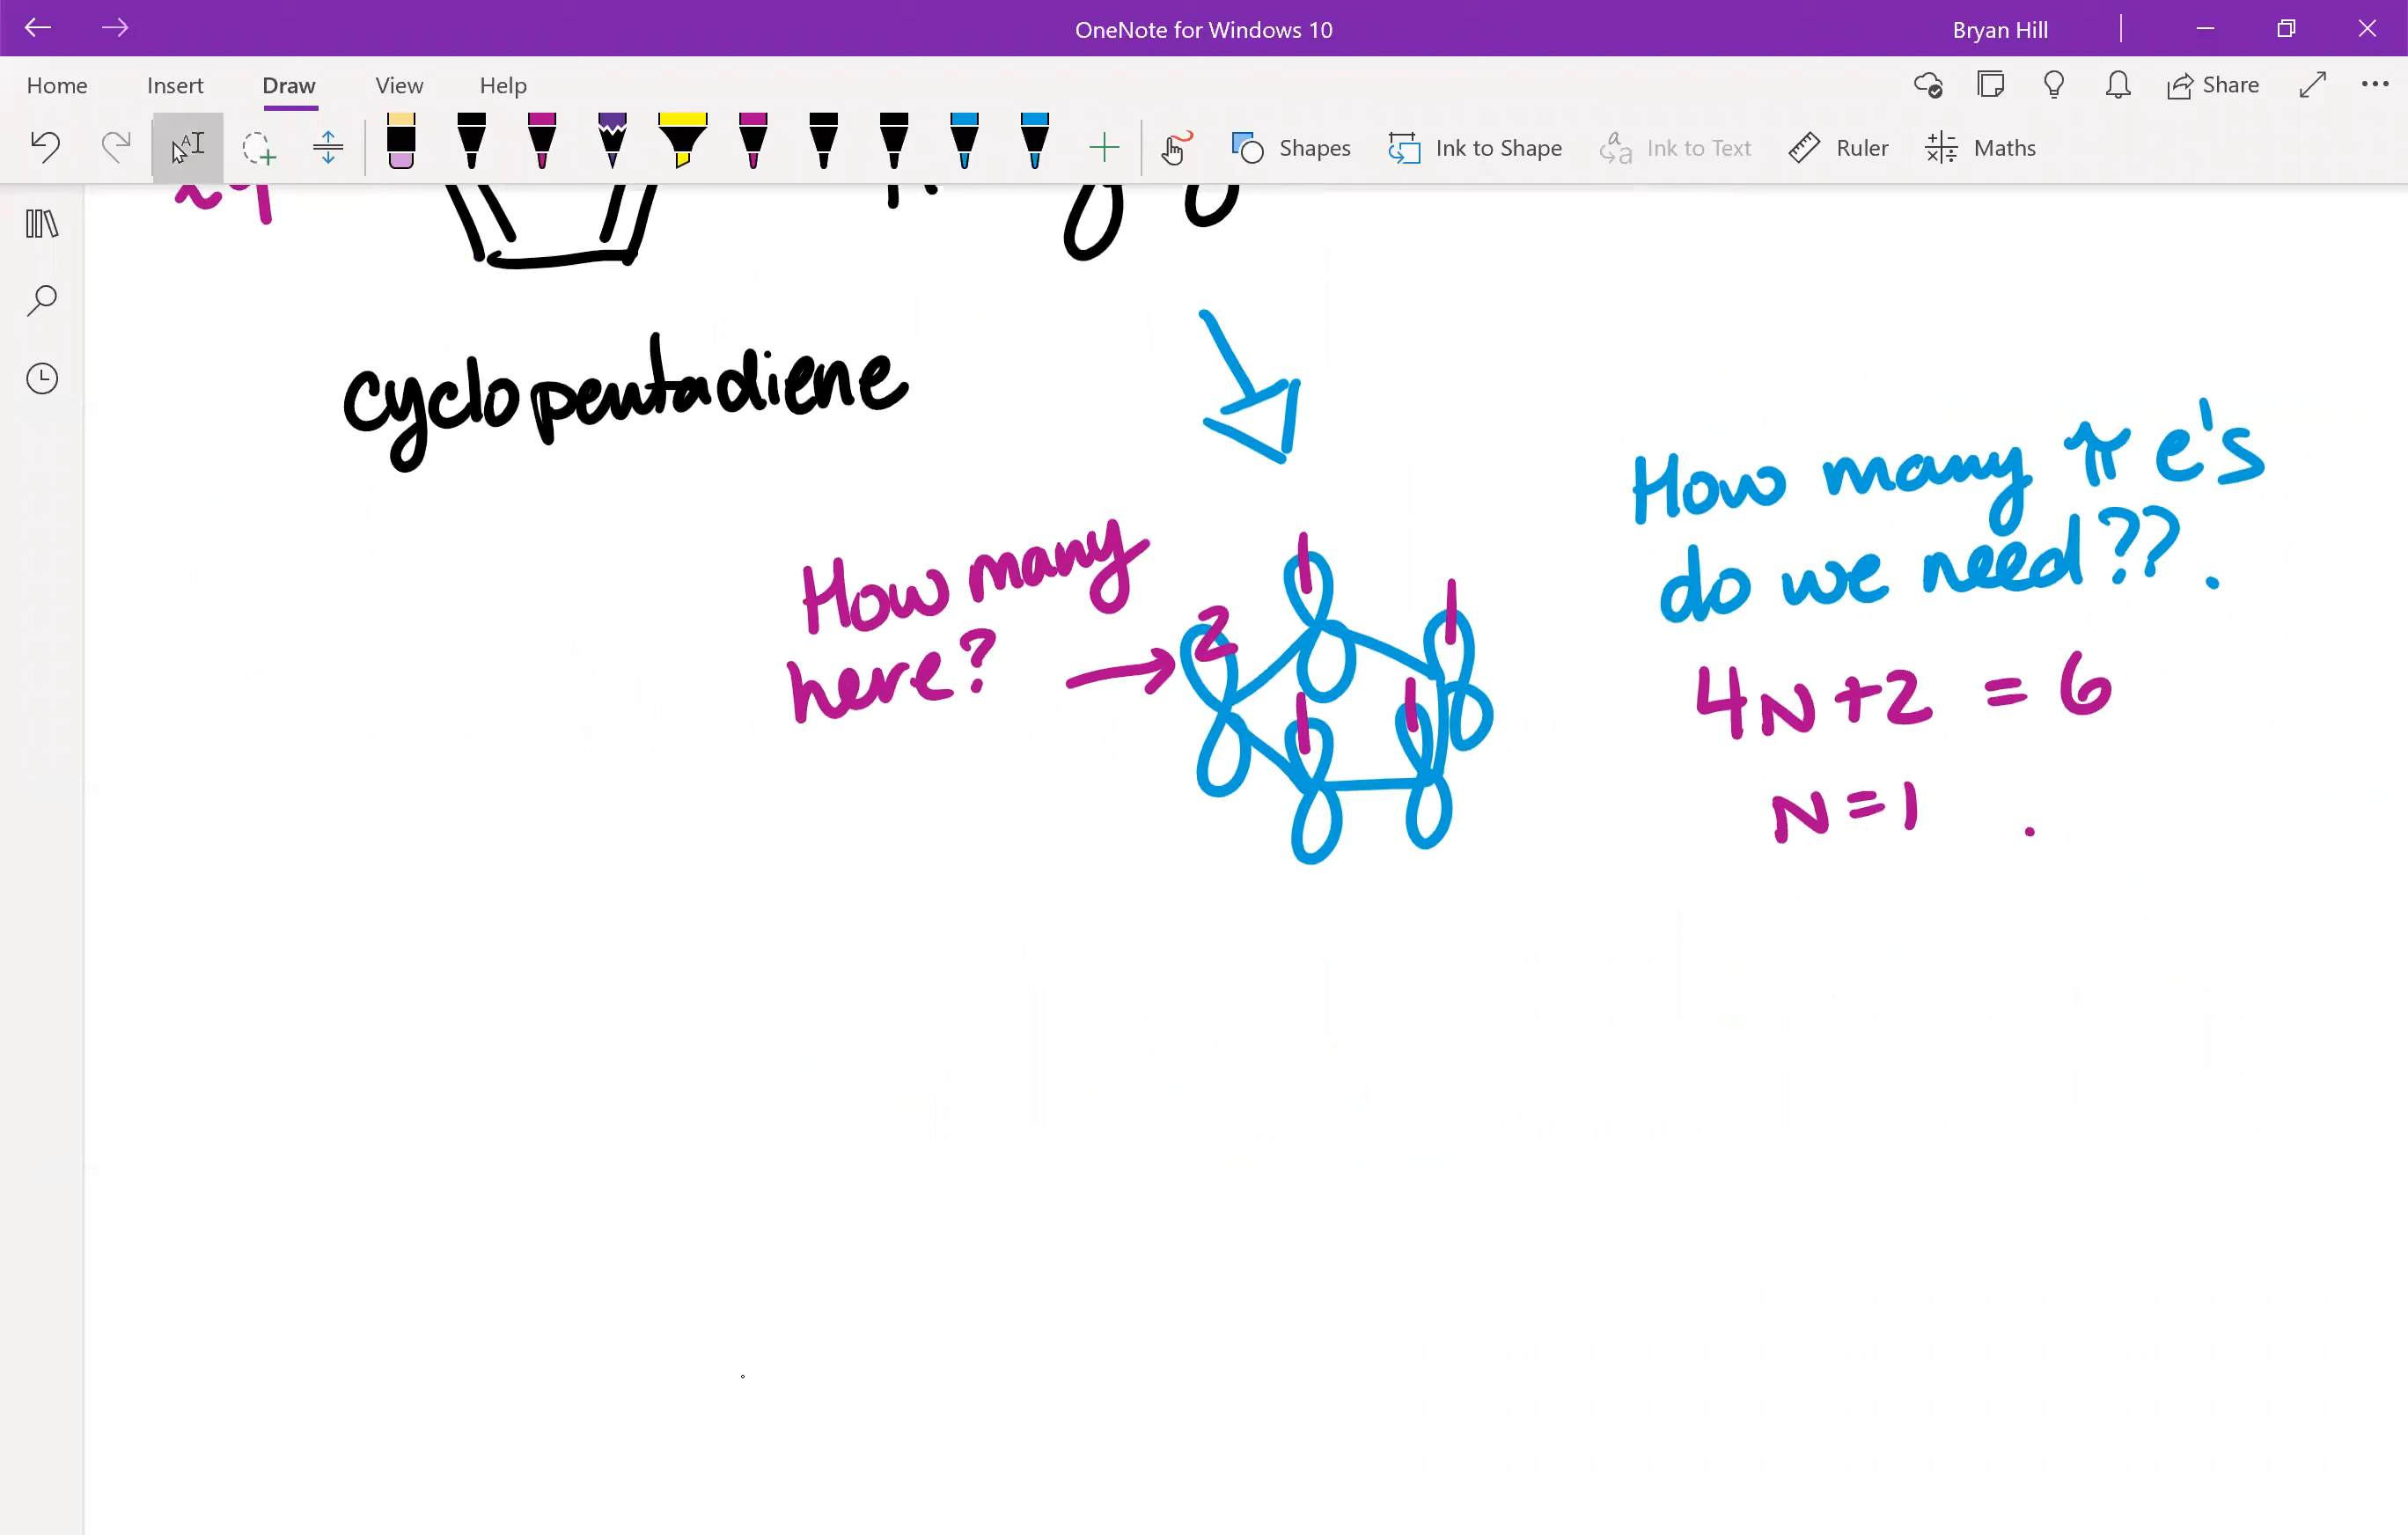 OneNote for Windows 10
Bryan Hill
Home Insert Draw View Help
Share
Shapes
Ink to Shape
Ink to Text
Ruler
Maths
cyclopentadiene
How many π e's
do we need??.
How many
here?
2 1 1
1 1
4N+2 = 6
N=1 .